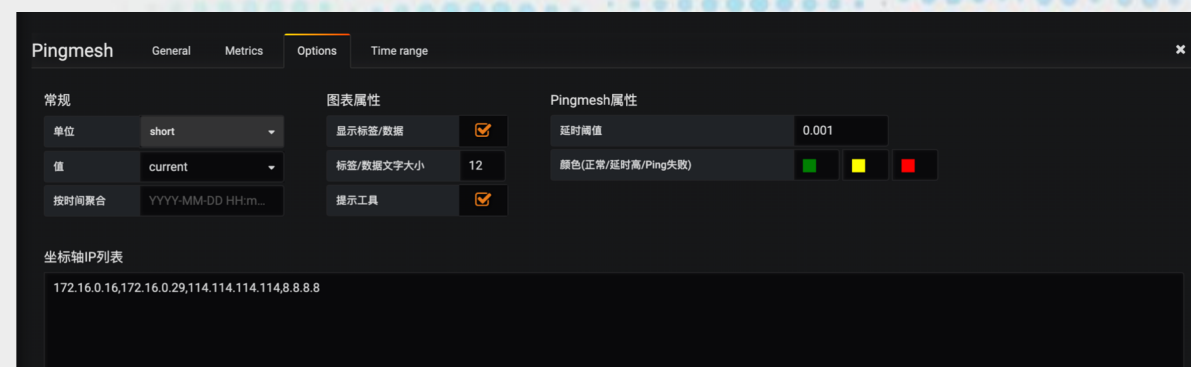 Pingmesh General Metrics Options Time range ×
常规 图表属性 Pingmesh属性
单位 short 显示标签/数据 延时阈值 0.001
值 current 标签/数据文字大小 12 颜色(正常/延时高/Ping失败)
按时间聚合 YYYY-MM-DD HH:m... 提示工具
坐标轴IP列表
172.16.0.16,172.16.0.29,114.114.114.114,8.8.8.8